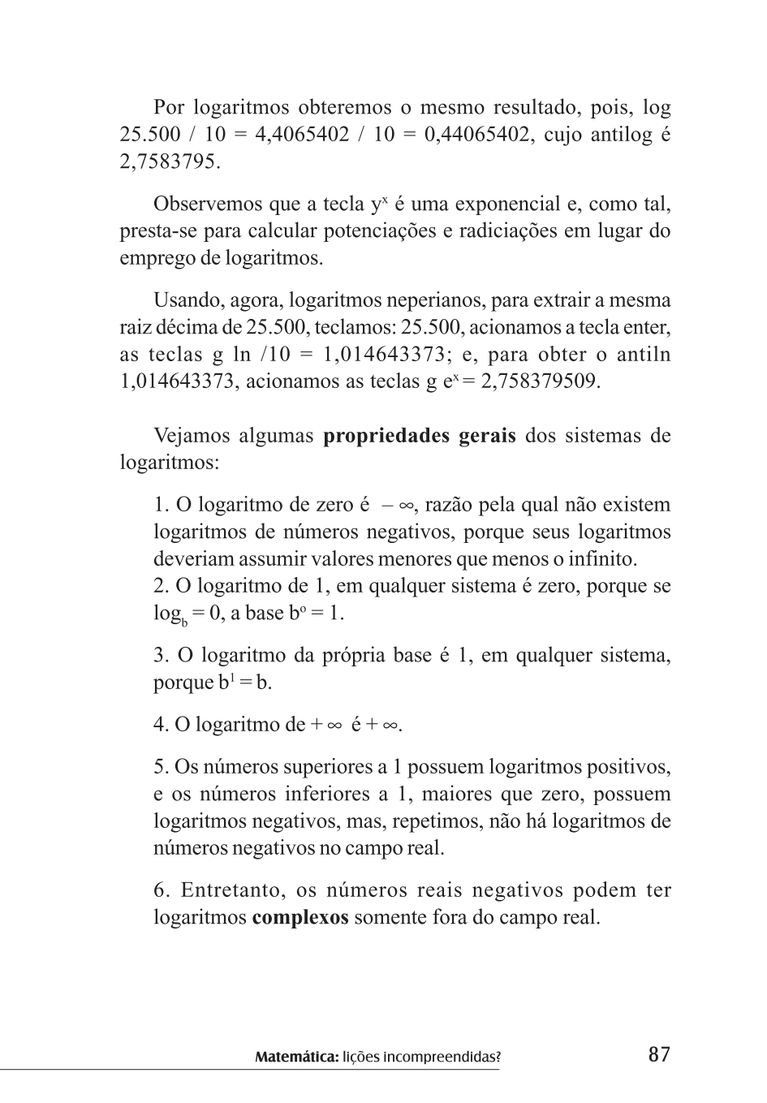 Por logaritmos obteremos o mesmo resultado, pois, log
25.500 / 10 = 4,4065402 / 10 = 0,44065402, cujo antilog é
2,7583795.
Observemos que a tecla yˣ é uma exponencial e, como tal,
presta-se para calcular potenciações e radiciações em lugar do
emprego de logaritmos.
Usando, agora, logaritmos neperianos, para extrair a mesma
raiz décima de 25.500, teclamos: 25.500, acionamos a tecla enter,
as teclas g ln /10 = 1,014643373; e, para obter o antiln
1,014643373, acionamos as teclas g eˣ = 2,758379509.
Vejamos algumas propriedades gerais dos sistemas de
logaritmos:
1. O logaritmo de zero é – ∞, razão pela qual não existem
logaritmos de números negativos, porque seus logaritmos
deveriam assumir valores menores que menos o infinito.
2. O logaritmo de 1, em qualquer sistema é zero, porque se
log_b = 0, a base bº = 1.
3. O logaritmo da própria base é 1, em qualquer sistema,
porque b¹ = b.
4. O logaritmo de + ∞ é + ∞.
5. Os números superiores a 1 possuem logaritmos positivos,
e os números inferiores a 1, maiores que zero, possuem
logaritmos negativos, mas, repetimos, não há logaritmos de
números negativos no campo real.
6. Entretanto, os números reais negativos podem ter
logaritmos complexos somente fora do campo real.
Matemática: lições incompreendidas? 87